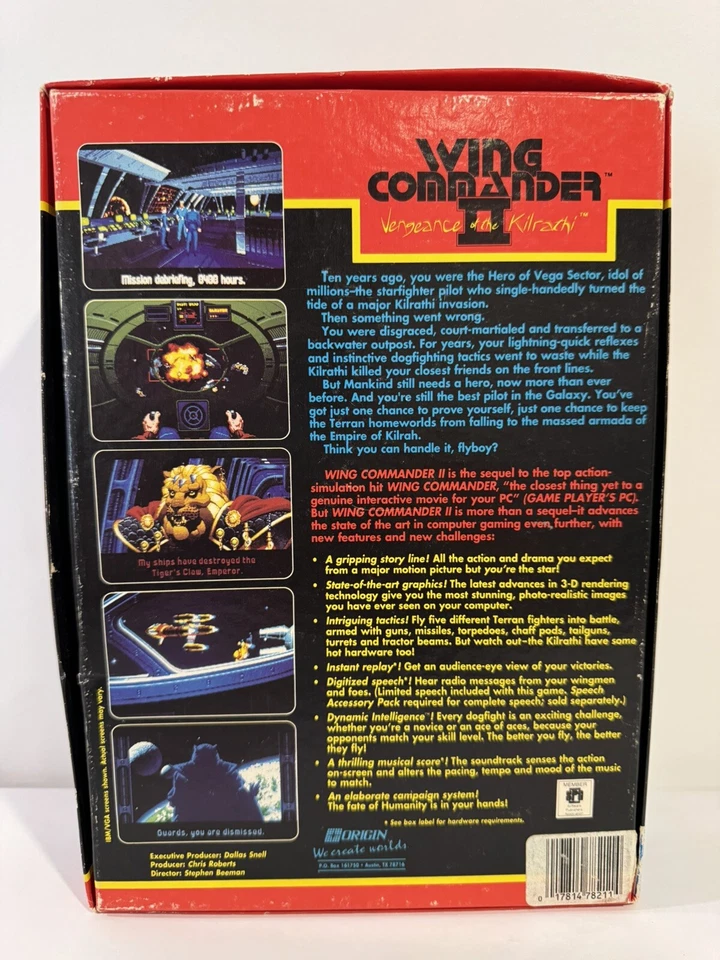 WING
COMMANDER™
II
Vengeance of the Kilrathi™
Mission debriefing, 0400 hours.
My ships have destroyed the
Tiger's Claw, Emperor.
Guards, you are dismissed.
IBM/VGA screens shown. Actual screens may vary.
Executive Producer: Dallas Snell
Producer: Chris Roberts
Director: Stephen Beeman
Ten years ago, you were the Hero of Vega Sector, idol of
millions–the starfighter pilot who single-handedly turned the
tide of a major Kilrathi invasion.
Then something went wrong.
You were disgraced, court-martialed and transferred to a
backwater outpost. For years, your lightning-quick reflexes
and instinctive dogfighting tactics went to waste while the
Kilrathi killed your closest friends on the front lines.
But Mankind still needs a hero, now more than ever
before. And you're still the best pilot in the Galaxy. You've
got just one chance to prove yourself, just one chance to keep
the Terran homeworlds from falling to the massed armada of
the Empire of Kilrah.
Think you can handle it, flyboy?
WING COMMANDER II is the sequel to the top action-
simulation hit WING COMMANDER, "the closest thing yet to a
genuine interactive movie for your PC" (GAME PLAYER'S PC).
But WING COMMANDER II is more than a sequel–it advances
the state of the art in computer gaming even further, with
new features and new challenges:
• A gripping story line! All the action and drama you expect
from a major motion picture but you're the star!
• State-of-the-art graphics! The latest advances in 3-D rendering
technology give you the most stunning, photo-realistic images
you have ever seen on your computer.
• Intriguing tactics! Fly five different Terran fighters into battle,
armed with guns, missiles, torpedoes, chaff pods, tailguns,
turrets and tractor beams. But watch out–the Kilrathi have some
hot hardware too!
• Instant replay*! Get an audience-eye view of your victories.
• Digitized speech*! Hear radio messages from your wingmen
and foes. (Limited speech included with this game. Speech
Accessory Pack required for complete speech; sold separately.)
• Dynamic Intelligence™! Every dogfight is an exciting challenge,
whether you're a novice or an ace of aces, because your
opponents match your skill level. The better you fly, the better
they fly!
• A thrilling musical score*! The soundtrack senses the action
on-screen and alters the pacing, tempo and mood of the music
to match.
• An elaborate campaign system!
The fate of Humanity is in your hands!
* See box label for hardware requirements.
MEMBER
ORIGIN
We create worlds
P.O. Box 161750 • Austin, TX 78716
0 17814 78211